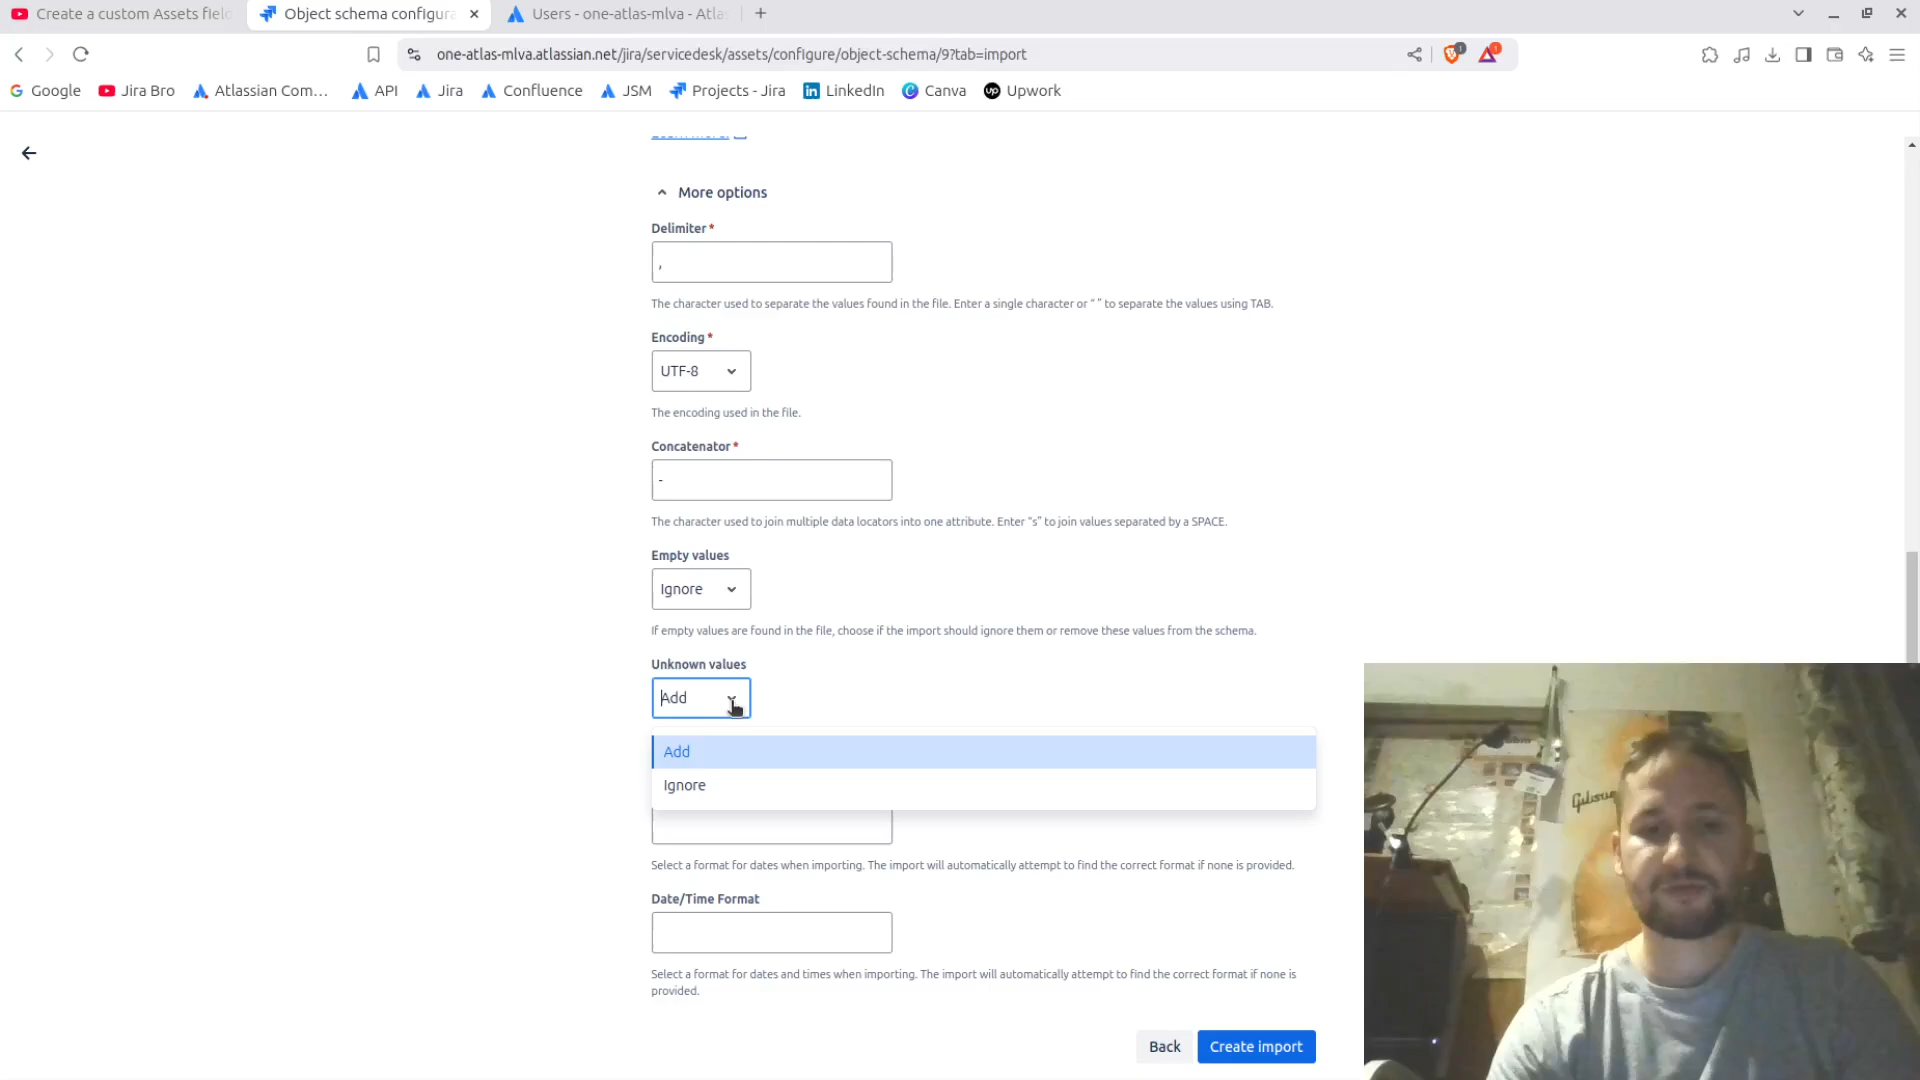 Create a custom Assets fiel
Object schema configura
Users - one-atlas-mlva - Atla
one-atlas-mlva.atlassian.net/jira/servicedesk/assets/configure/object-schema/9?tab=import
1
1
Google
Jira Bro
Atlassian Com...
API
Jira
Confluence
JSM
Projects - Jira
LinkedIn
Canva
Upwork
Learn more.
More options
Delimiter *
,
The character used to separate the values found in the file. Enter a single character or “ ” to separate the values using TAB.
Encoding *
UTF-8
The encoding used in the file.
Concatenator *
-
The character used to join multiple data locators into one attribute. Enter “s” to join values separated by a SPACE.
Empty values
Ignore
If empty values are found in the file, choose if the import should ignore them or remove these values from the schema.
Unknown values
Add
Add
Ignore
Select a format for dates when importing. The import will automatically attempt to find the correct format if none is provided.
Date/Time Format
Select a format for dates and times when importing. The import will automatically attempt to find the correct format if none is
provided.
Back
Create import
Gibson